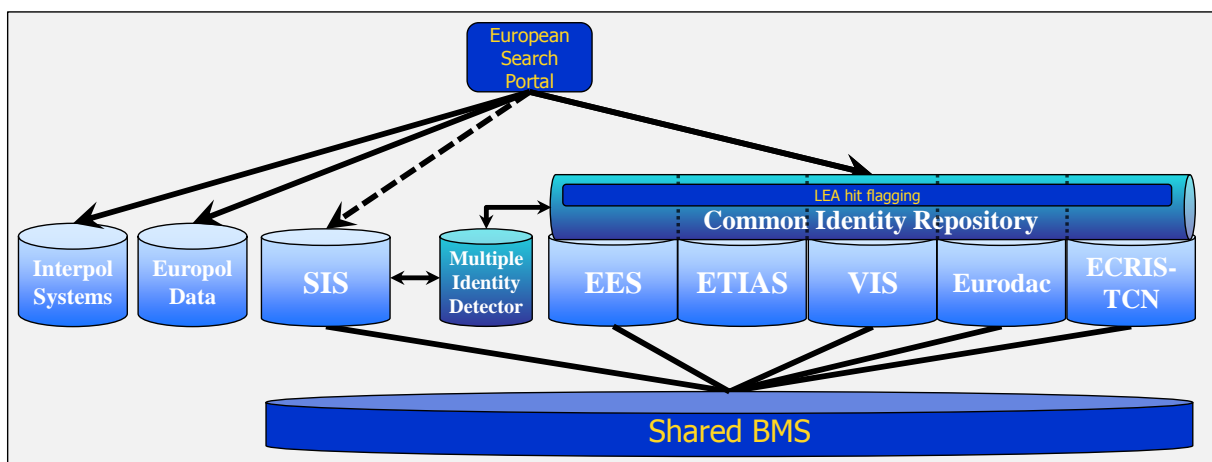 European
Search
Portal
LEA hit flagging
Common Identity Repository
Interpol
Systems
Europol
Data
SIS
Multiple
Identity
Detector
EES
ETIAS
VIS
Eurodac
ECRIS-
TCN
Shared BMS